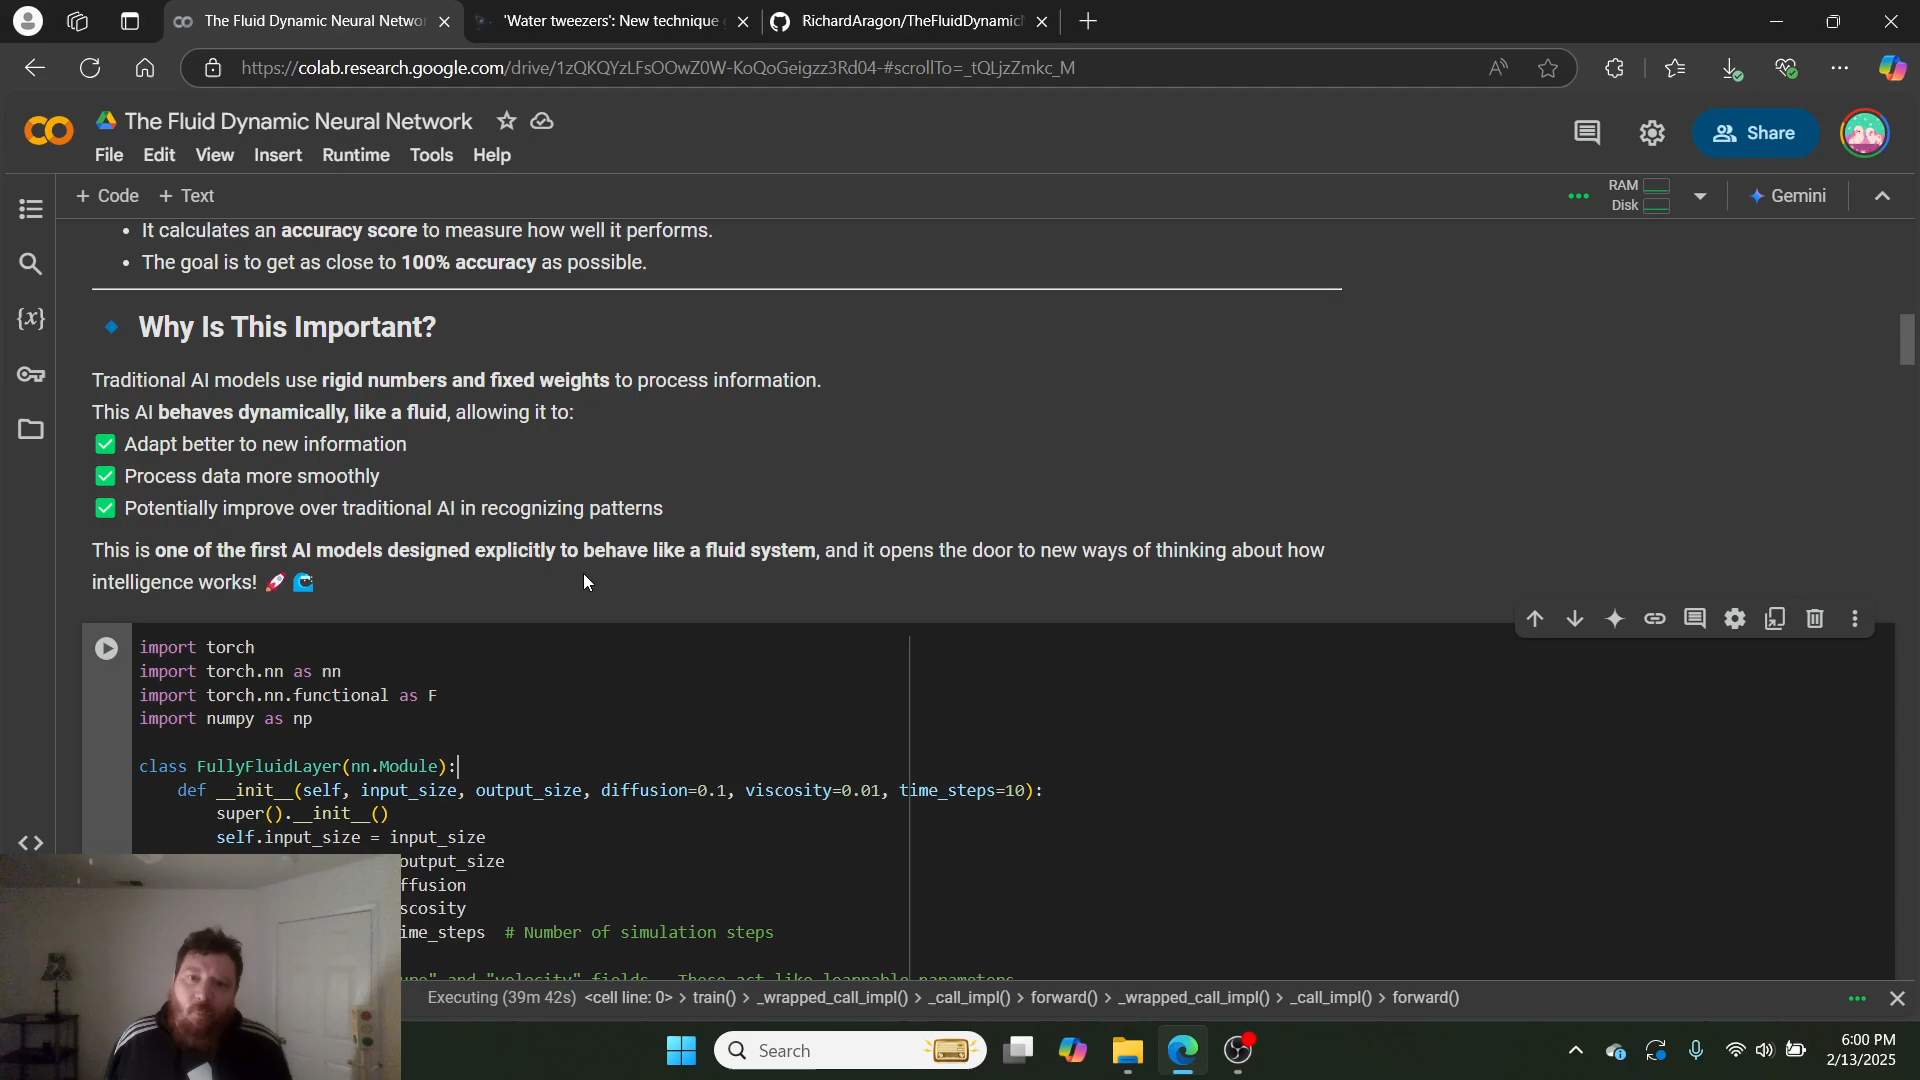 The Fluid Dynamic Neural Networ
'Water tweezers': New technique
RichardAragon/TheFluidDynamic
https://colab.research.google.com/drive/1zQKQYzLFsOOwZ0W-KoQoGeigzz3Rd04-#scrollTo=_tQLjzZmkc_M
The Fluid Dynamic Neural Network
File Edit View Insert Runtime Tools Help
Share
+ Code + Text
RAM
Disk
Gemini
• It calculates an accuracy score to measure how well it performs.
• The goal is to get as close to 100% accuracy as possible.
Why Is This Important?
Traditional AI models use rigid numbers and fixed weights to process information.
This AI behaves dynamically, like a fluid, allowing it to:
✅ Adapt better to new information
✅ Process data more smoothly
✅ Potentially improve over traditional AI in recognizing patterns
This is one of the first AI models designed explicitly to behave like a fluid system, and it opens the door to new ways of thinking about how
intelligence works! 🚀 🌊
import torch
import torch.nn as nn
import torch.nn.functional as F
import numpy as np
class FullyFluidLayer(nn.Module):
def __init__(self, input_size, output_size, diffusion=0.1, viscosity=0.01, time_steps=10):
super().__init__()
self.input_size = input_size
output_size
ffusion
scosity
ime_steps # Number of simulation steps
and "velocity" fields. These act like learnable parameters
Executing (39m 42s) <cell line: 0> > train() > _wrapped_call_impl() > _call_impl() > forward() > _wrapped_call_impl() > _call_impl() > forward()
Search
6:00 PM
2/13/2025